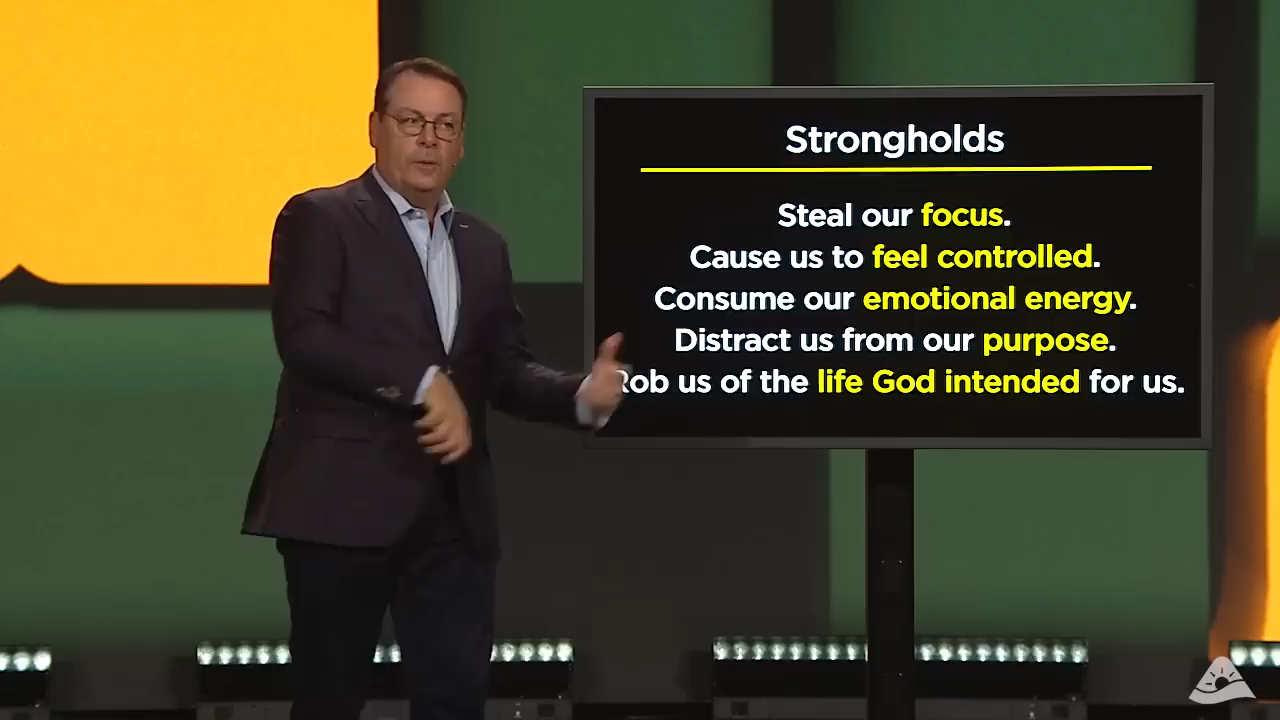 Strongholds
Steal our focus.
Cause us to feel controlled.
Consume our emotional energy.
Distract us from our purpose.
Rob us of the life God intended for us.